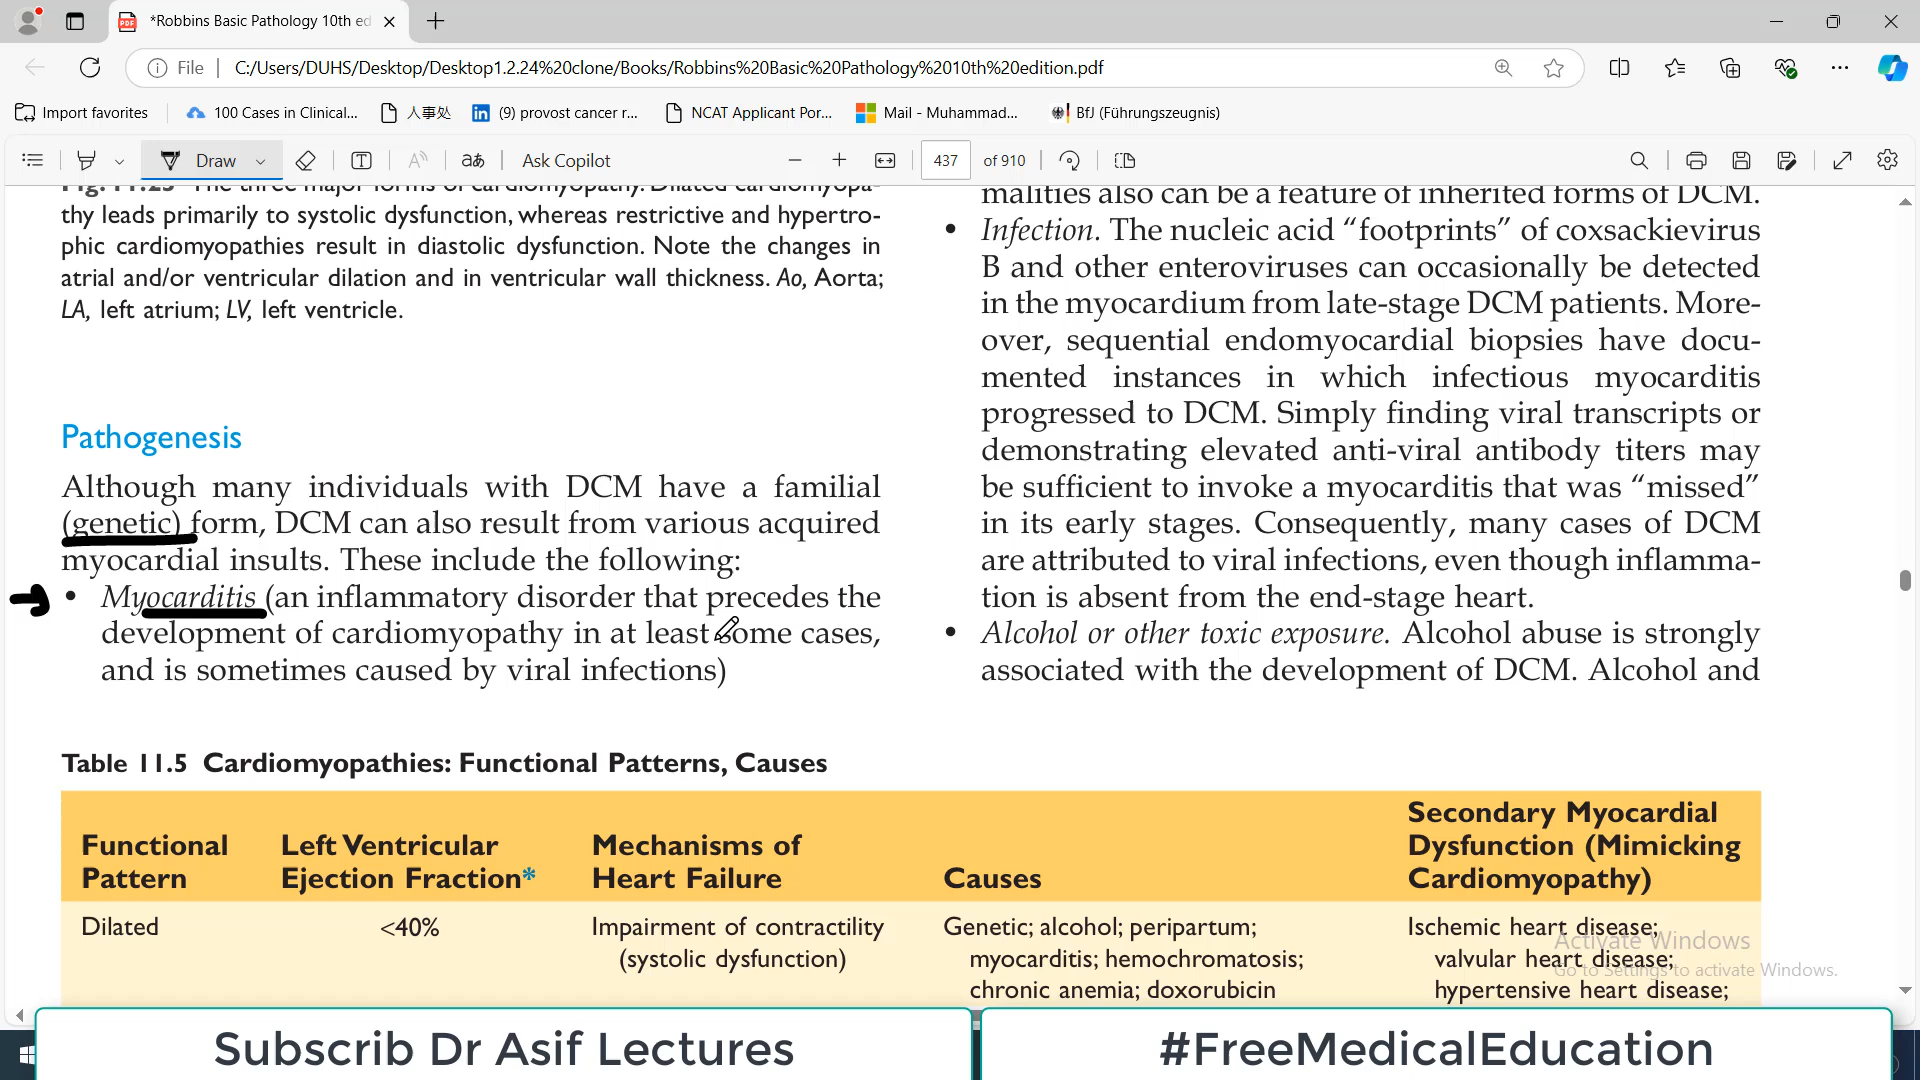 *Robbins Basic Pathology 10th ed
File
C:/Users/DUHS/Desktop/Desktop1.2.24%20clone/Books/Robbins%20Basic%20Pathology%2010th%20edition.pdf
Import favorites
100 Cases in Clinical...
人事处
(9) provost cancer r...
NCAT Applicant Por...
Mail - Muhammad...
BfJ (Führungszeugnis)
Draw
Ask Copilot
437 of 910
Fig. 11.23 The three major forms of cardiomyopathy. Dilated cardiomyopa-
thy leads primarily to systolic dysfunction, whereas restrictive and hypertro-
phic cardiomyopathies result in diastolic dysfunction. Note the changes in
atrial and/or ventricular dilation and in ventricular wall thickness. Ao, Aorta;
LA, left atrium; LV, left ventricle.
Pathogenesis
Although many individuals with DCM have a familial
(genetic) form, DCM can also result from various acquired
myocardial insults. These include the following:
• Myocarditis (an inflammatory disorder that precedes the
development of cardiomyopathy in at least some cases,
and is sometimes caused by viral infections)
malities also can be a feature of inherited forms of DCM.
• Infection. The nucleic acid “footprints” of coxsackievirus
B and other enteroviruses can occasionally be detected
in the myocardium from late-stage DCM patients. More-
over, sequential endomyocardial biopsies have docu-
mented instances in which infectious myocarditis
progressed to DCM. Simply finding viral transcripts or
demonstrating elevated anti-viral antibody titers may
be sufficient to invoke a myocarditis that was “missed”
in its early stages. Consequently, many cases of DCM
are attributed to viral infections, even though inflamma-
tion is absent from the end-stage heart.
• Alcohol or other toxic exposure. Alcohol abuse is strongly
associated with the development of DCM. Alcohol and
Table 11.5 Cardiomyopathies: Functional Patterns, Causes
Functional
Pattern
Left Ventricular
Ejection Fraction*
Mechanisms of
Heart Failure
Causes
Secondary Myocardial
Dysfunction (Mimicking
Cardiomyopathy)
Dilated
<40%
Impairment of contractility
(systolic dysfunction)
Genetic; alcohol; peripartum;
myocarditis; hemochromatosis;
chronic anemia; doxorubicin
Ischemic heart disease;
valvular heart disease;
hypertensive heart disease;
Activate Windows
Go to Settings to activate Windows.
Subscrib Dr Asif Lectures
#FreeMedicalEducation